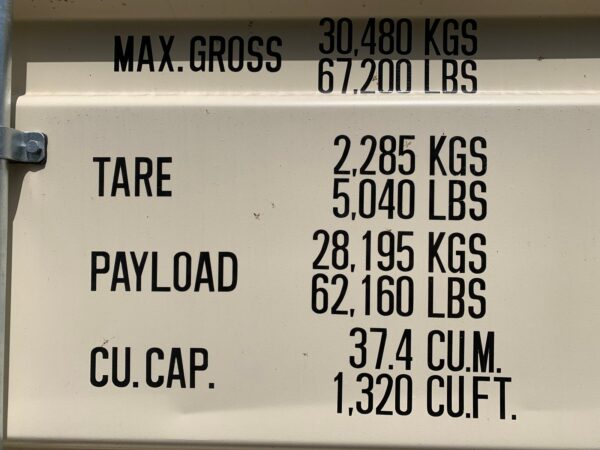 MAX. GROSS 30,480 KGS
67,200 LBS
TARE 2,285 KGS
5,040 LBS
PAYLOAD 28,195 KGS
62,160 LBS
CU. CAP. 37.4 CU.M.
1,320 CU.FT.